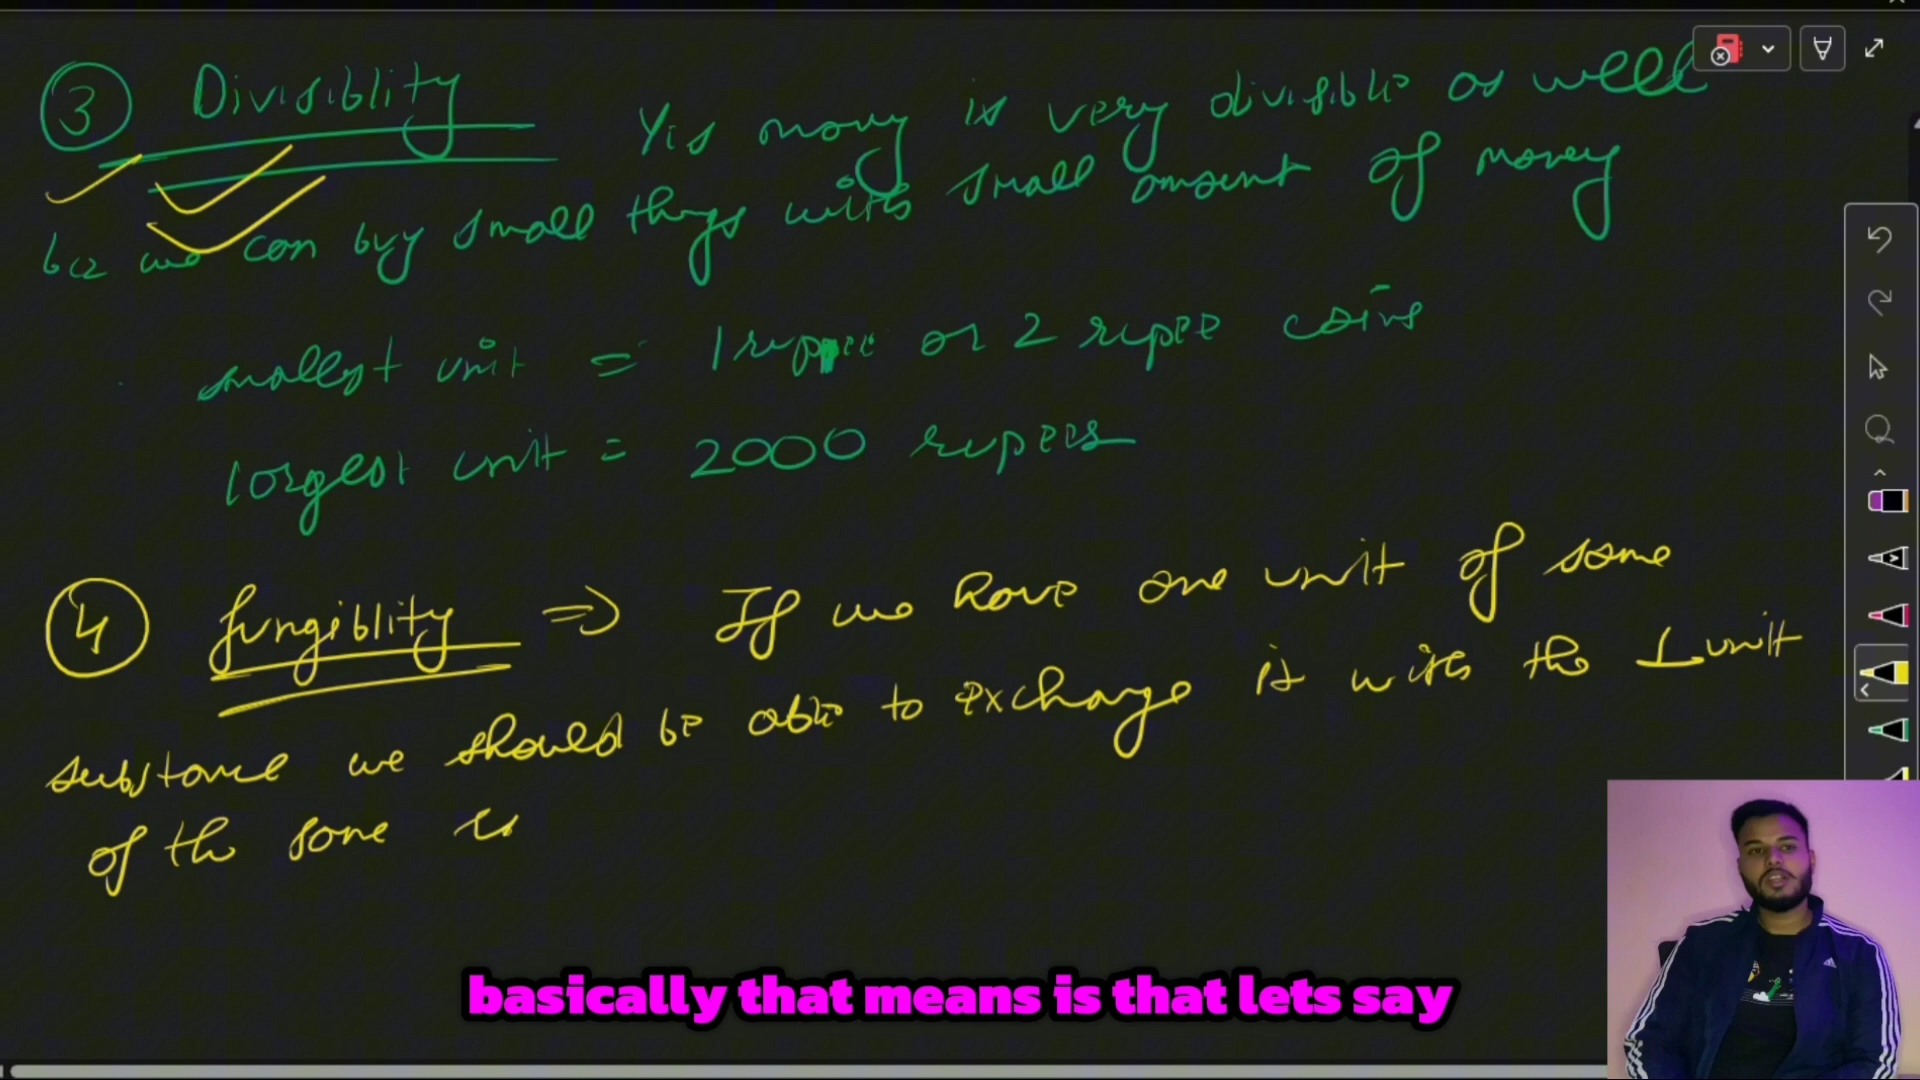 3 Divisiblity Yes money is very divisible as well
bcz we can buy small things with small amount of money
smallest unit = 1 rupee or 2 rupee coins
largest unit = 2000 rupees
4 fungiblity => If we have one unit of some
substance we should be able to exchange it with the 1 unit
of the same
basically that means is that lets say